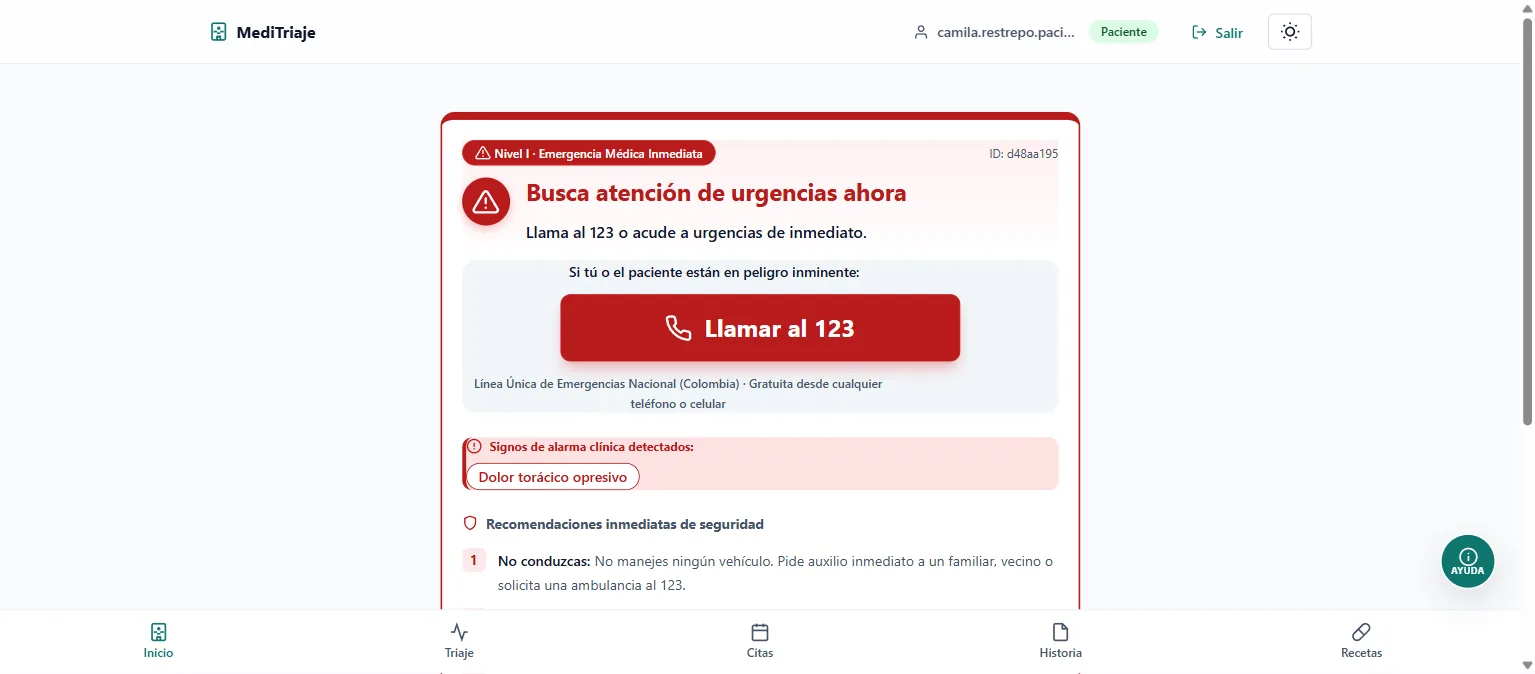 MediTriaje
camila.restrepo.paci...
Paciente
Salir
Nivel I · Emergencia Médica Inmediata
ID: d48aa195
Busca atención de urgencias ahora
Llama al 123 o acude a urgencias de inmediato.
Si tú o el paciente están en peligro inminente:
Llamar al 123
Línea Única de Emergencias Nacional (Colombia) · Gratuita desde cualquier
teléfono o celular
Signos de alarma clínica detectados:
Dolor torácico opresivo
Recomendaciones inmediatas de seguridad
1
No conduzcas: No manejes ningún vehículo. Pide auxilio inmediato a un familiar, vecino o
solicita una ambulancia al 123.
AYUDA
Inicio
Triaje
Citas
Historia
Recetas